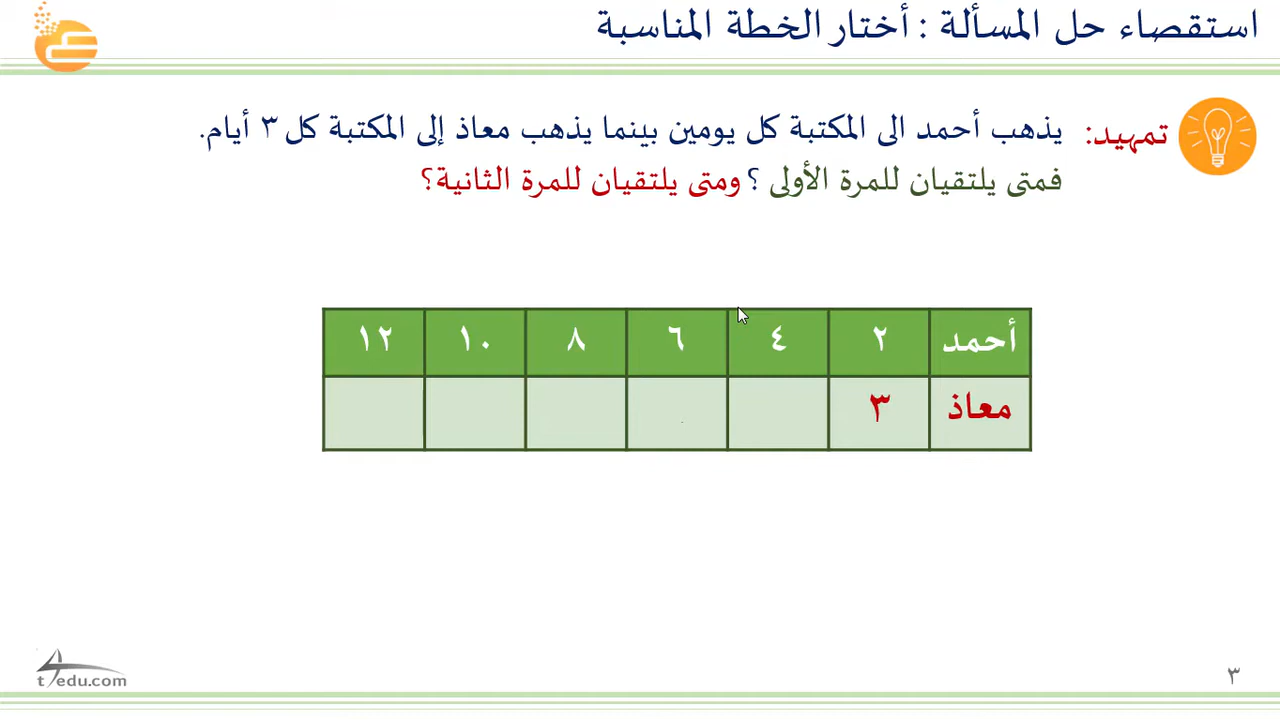 استقصاء حل المسألة : أختار الخطة المناسبة
تمهيد: يذهب أحمد الى المكتبة كل يومين بينما يذهب معاذ إلى المكتبة كل ٣ أيام.
فمتى يلتقيان للمرة الأولى ؟ ومتى يلتقيان للمرة الثانية؟
أحمد ٢ ٤ ٦ ٨ ١٠ ١٢
معاذ ٣
t4edu.com
٣